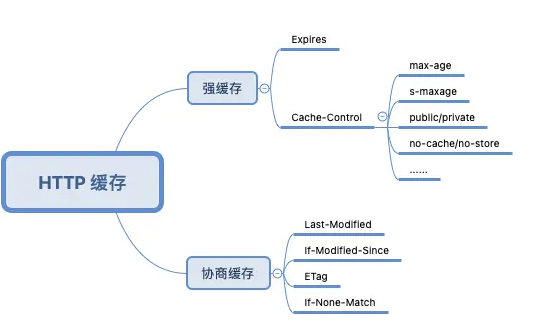 HTTP 缓存
强缓存
Expires
Cache-Control
max-age
s-maxage
public/private
no-cache/no-store
......
协商缓存
Last-Modified
If-Modified-Since
ETag
If-None-Match